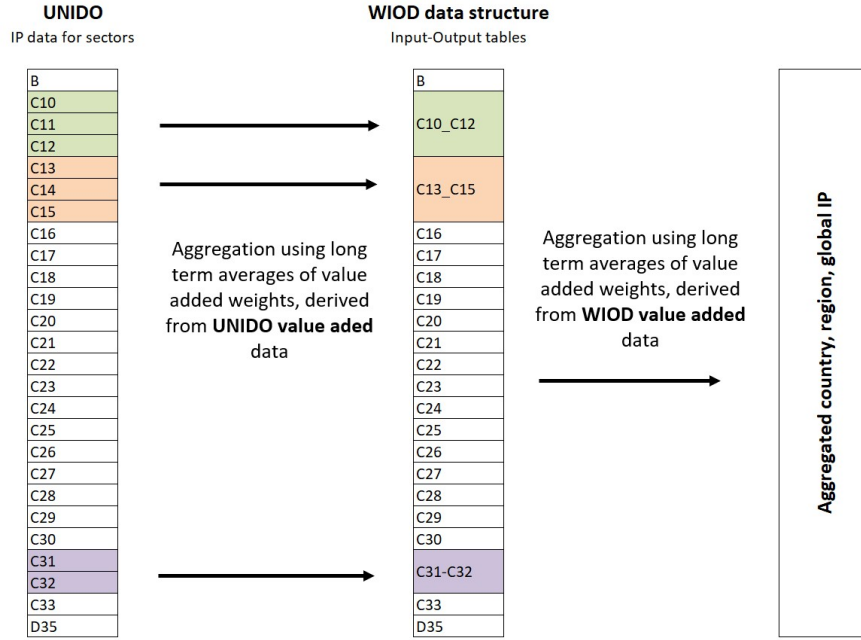 UNIDO
IP data for sectors
B
C10
C11
C12
C13
C14
C15
C16
C17
C18
C19
C20
C21
C22
C23
C24
C25
C26
C27
C28
C29
C30
C31
C32
C33
D35
Aggregation using long
term averages of value
added weights, derived
from UNIDO value aded
data
WIOD data structure
Input-Output tables
B
C10_C12
C13_C15
C16
C17
C18
C19
C20
C21
C22
C23
C24
C25
C26
C27
C28
C29
C30
C31-C32
C33
D35
Aggregation using long
term averages of value
added weights, derived
from WIOD value added
data
Aggregated country, region, global IP